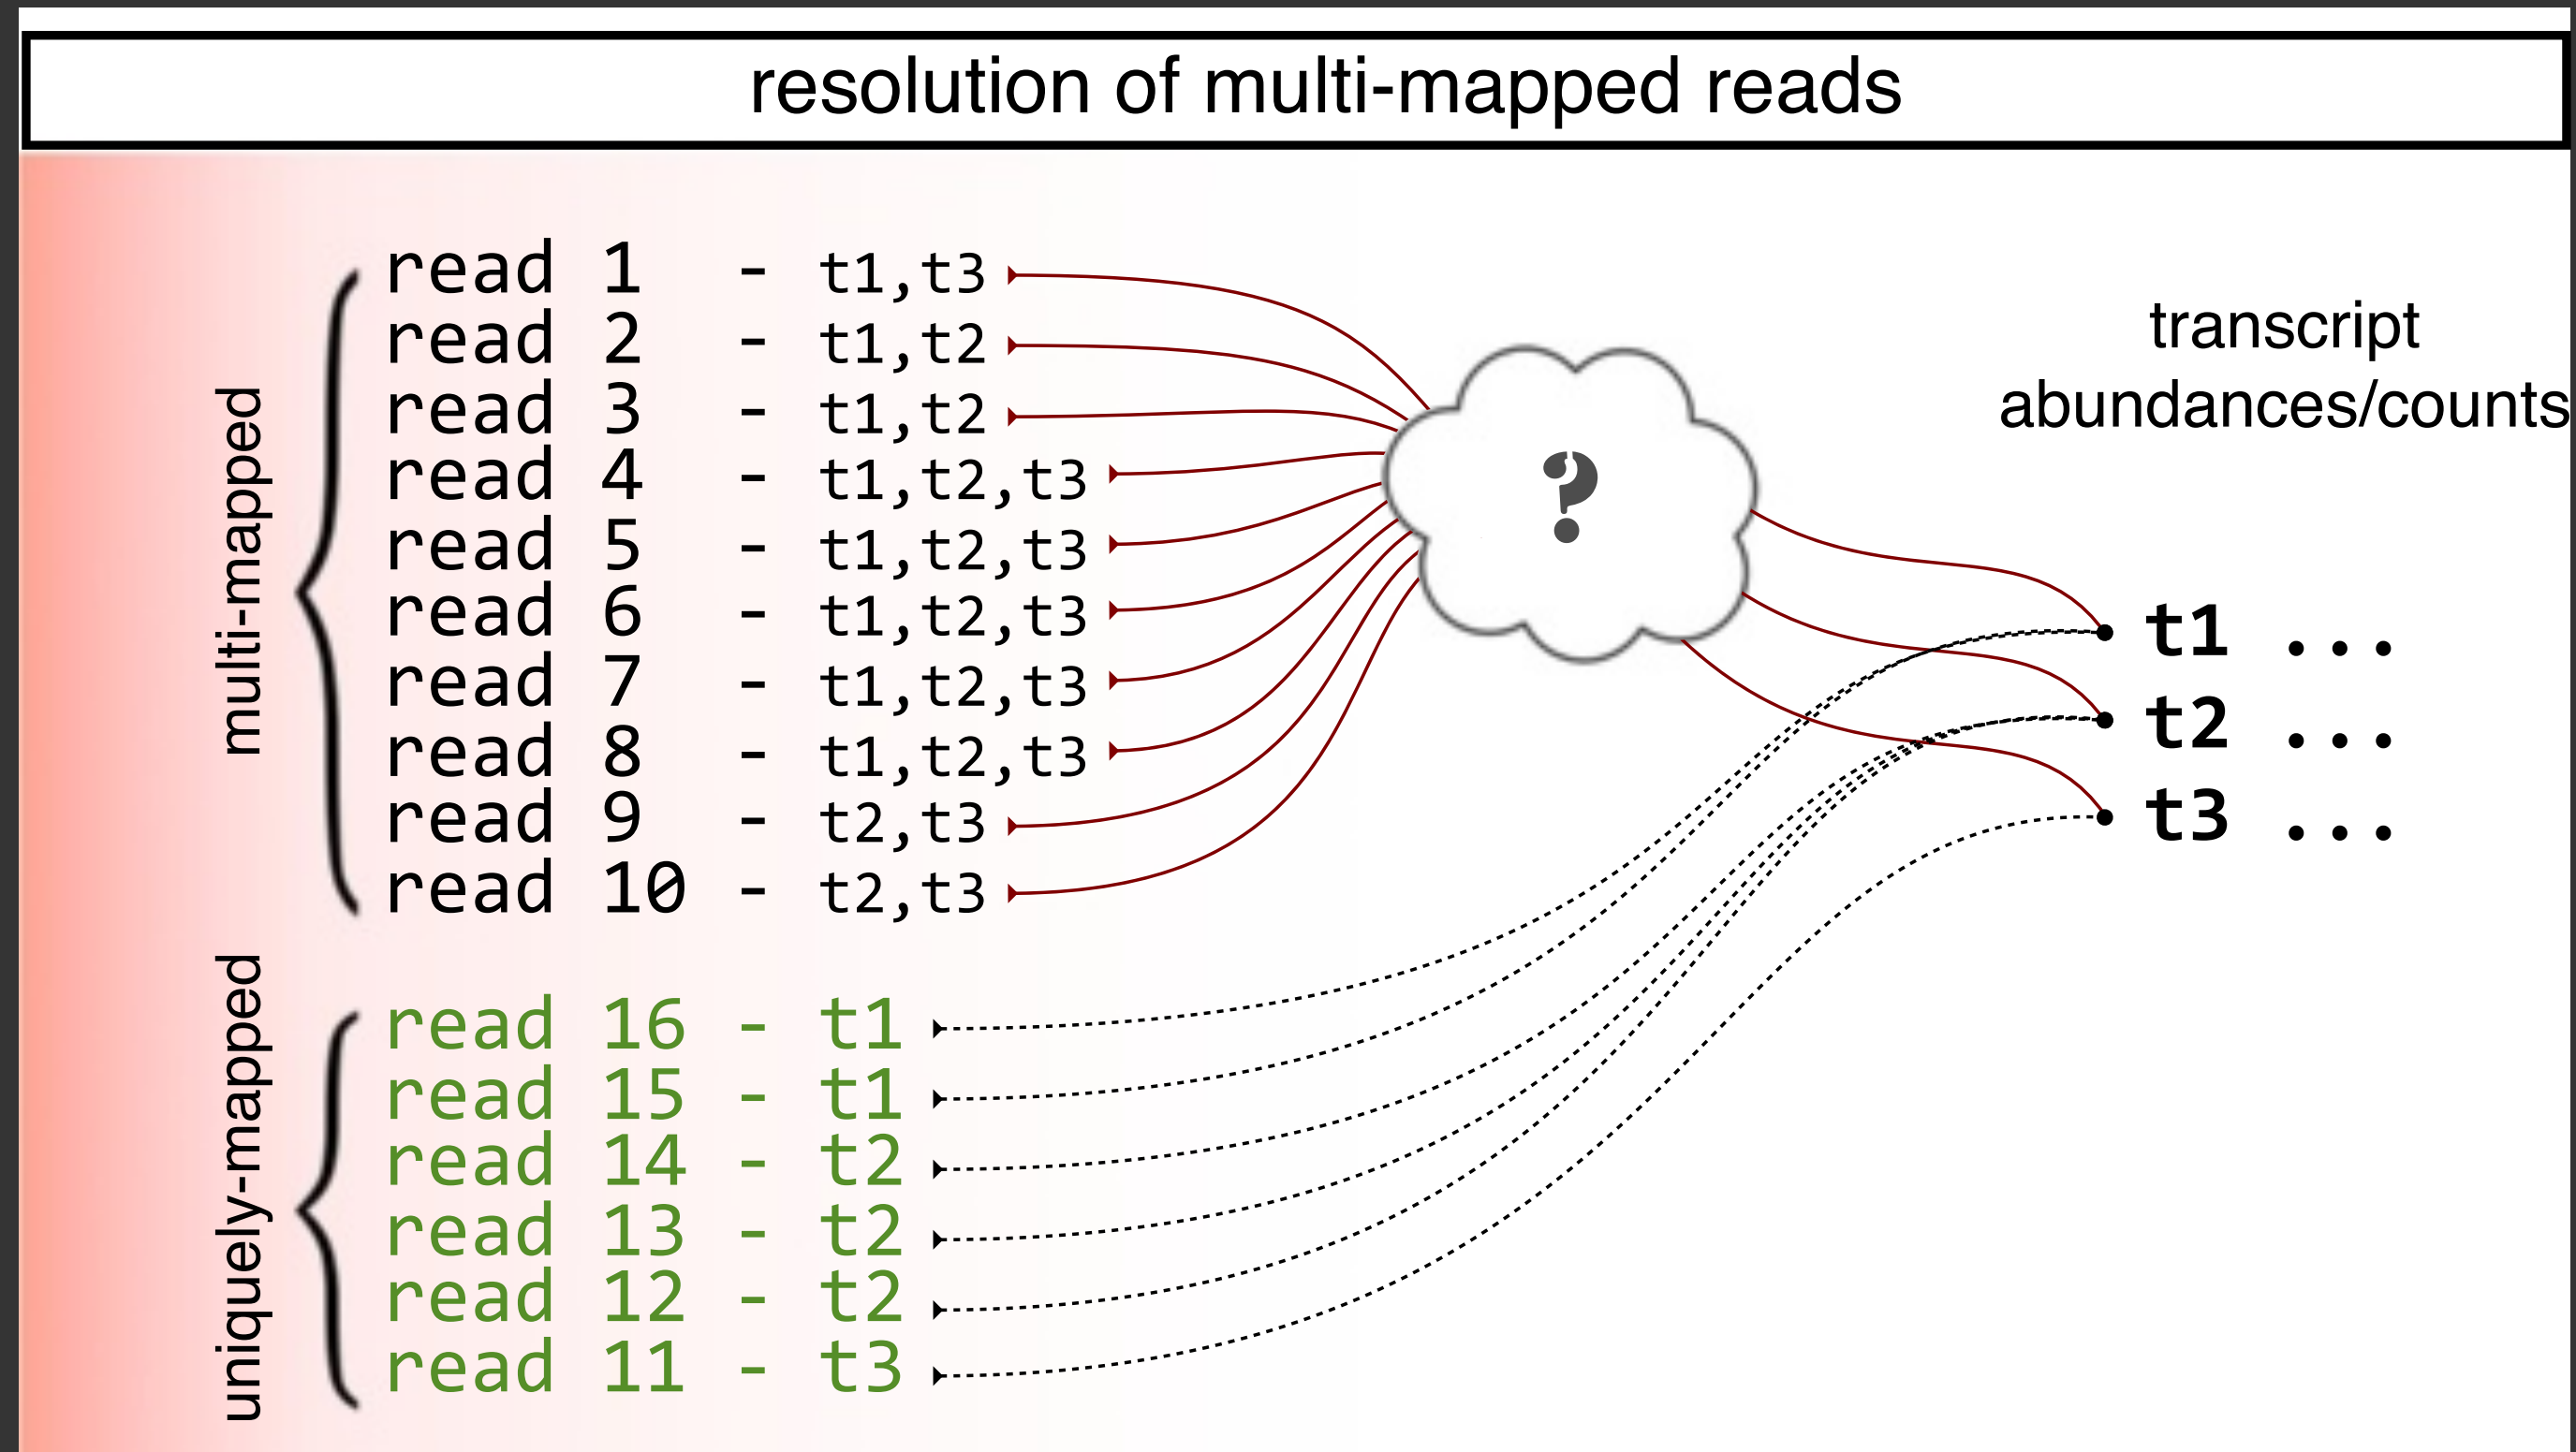 resolution of multi-mapped reads
multi-mapped
read 1 - t1,t3
read 2 - t1,t2
read 3 - t1,t2
read 4 - t1,t2,t3
read 5 - t1,t2,t3
read 6 - t1,t2,t3
read 7 - t1,t2,t3
read 8 - t1,t2,t3
read 9 - t2,t3
read 10 - t2,t3
uniquely-mapped
read 16 - t1
read 15 - t1
read 14 - t2
read 13 - t2
read 12 - t2
read 11 - t3
?
transcript
abundances/counts
t1 ...
t2 ...
t3 ...